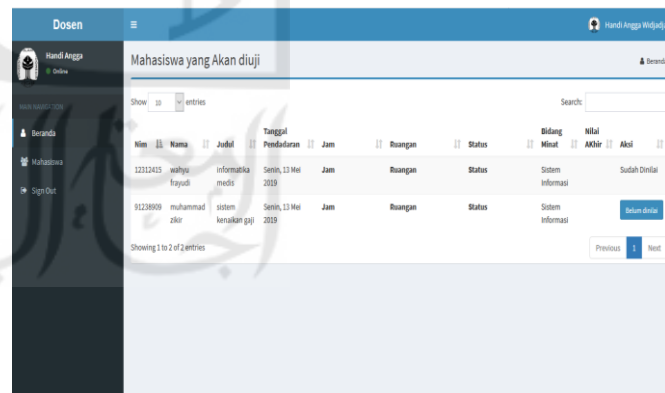 Dosen
Handi Angga Widjadja
Handi Angga
Online
Mahasiswa yang Akan diuji
Beranda
MAIN NAVIGATION
Beranda
Mahasiswa
Sign Out
Show 10 entries
Search:
Nim Nama Judul Tanggal Pendadaran Jam Ruangan Status Bidang Minat Nilai AKhir Aksi
12312415 wahyu frayudi informatika medis Senin, 13 Mei 2019 Jam Ruangan Status Sistem Informasi Sudah Dinilai
91238909 muhammad zikir sistem kenaikan gaji Senin, 13 Mei 2019 Jam Ruangan Status Sistem Informasi Belum dinilai
Showing 1 to 2 of 2 entries
Previous 1 Next